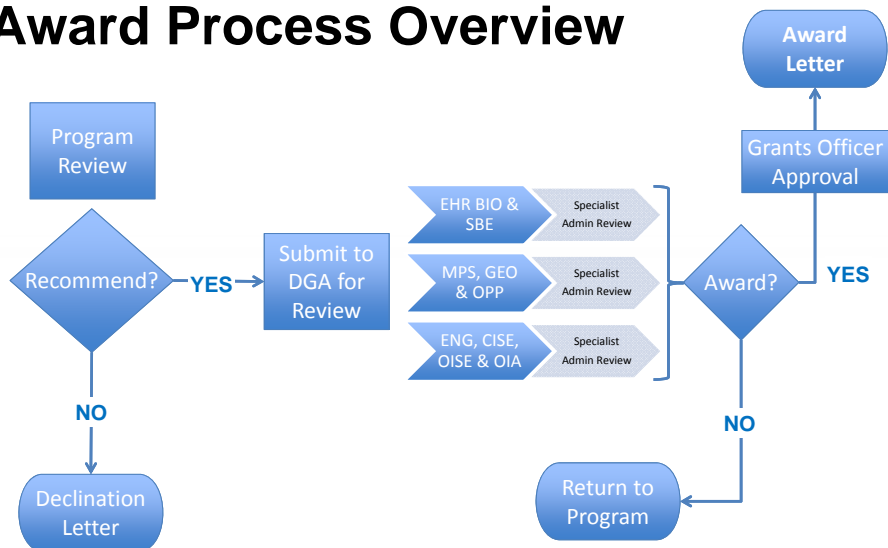 Award Process Overview
Award
Letter
Program
Review
Grants Officer
Approval
EHR BIO &
SBE
Specialist
Admin Review
Recommend?
YES
Submit to
DGA for
Review
MPS, GEO
& OPP
Specialist
Admin Review
Award?
YES
ENG, CISE,
OISE & OIA
Specialist
Admin Review
NO
NO
Declination
Letter
Return to
Program